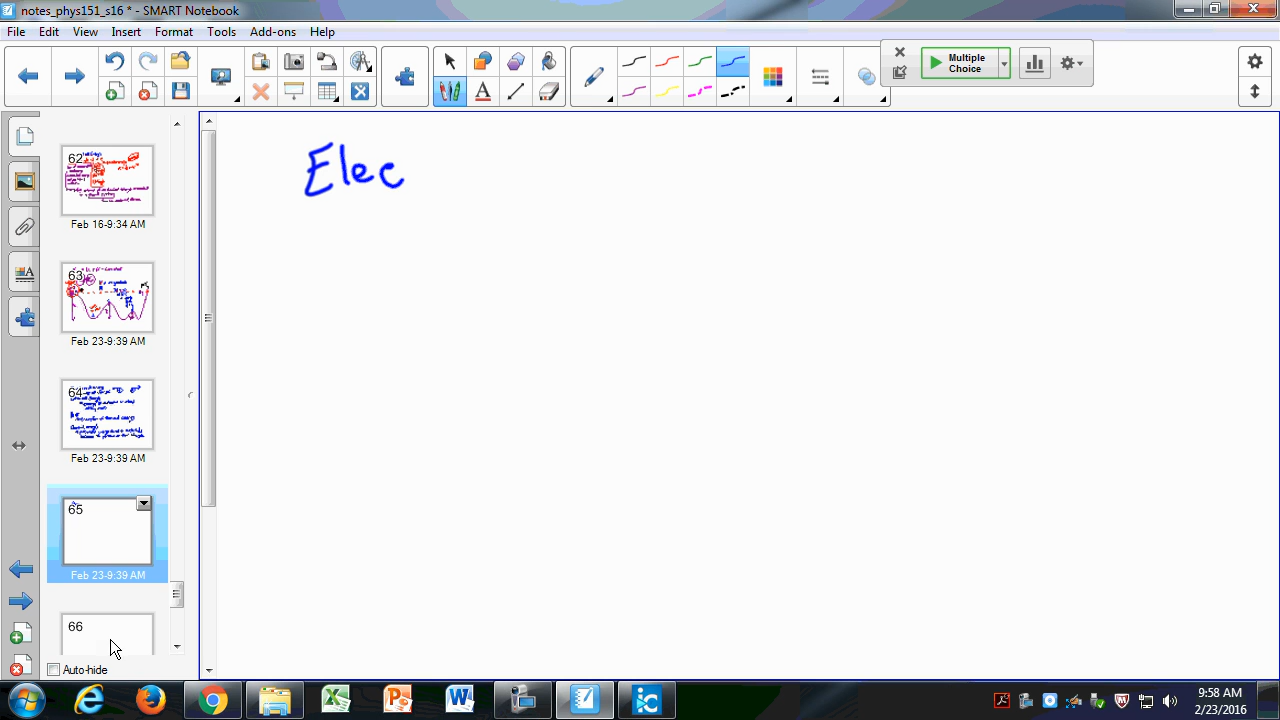 notes_phys151_s16 * - SMART Notebook
File Edit View Insert Format Tools Add-ons Help
Multiple
Choice
Elec
62
Feb 16-9:34 AM
63
Feb 23-9:39 AM
64
Feb 23-9:39 AM
65
Feb 23-9:39 AM
66
Auto-hide
9:58 AM
2/23/2016